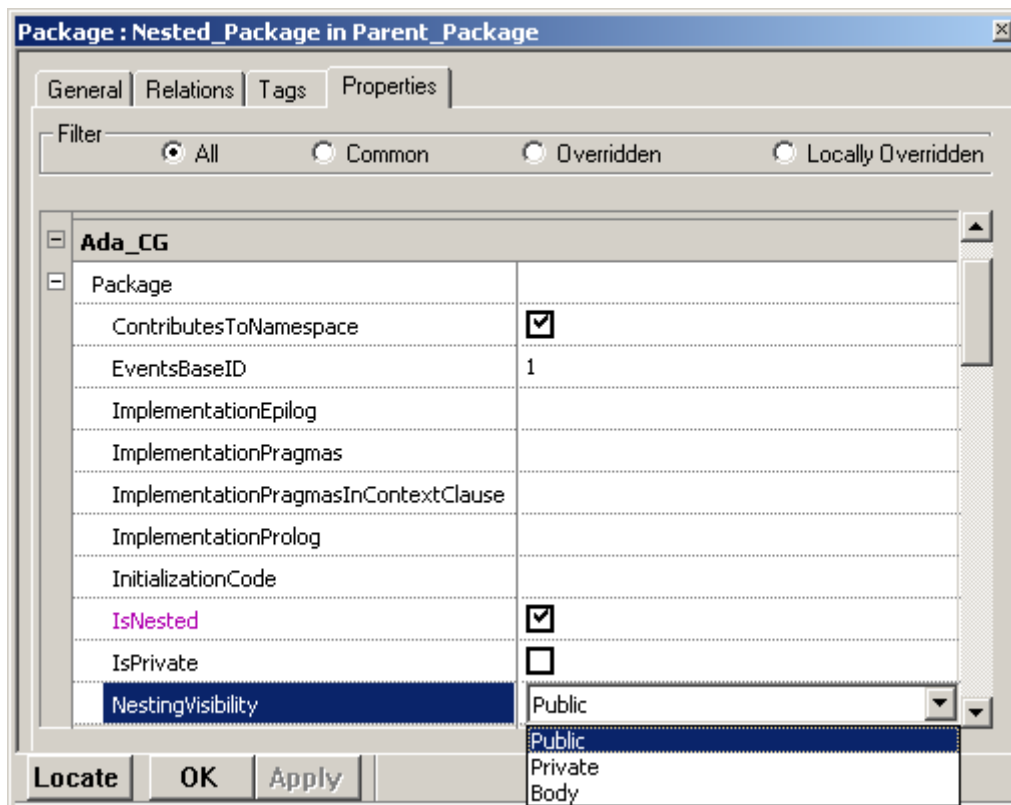 Package : Nested_Package in Parent_Package
General Relations Tags Properties
Filter
All Common Overridden Locally Overridden
Ada_CG
Package
ContributesToNamespace
EventsBaseID 1
ImplementationEpilog
ImplementationPragmas
ImplementationPragmasInContextClause
ImplementationProlog
InitializationCode
IsNested
IsPrivate
NestingVisibility Public
Public
Private
Body
Locate OK Apply